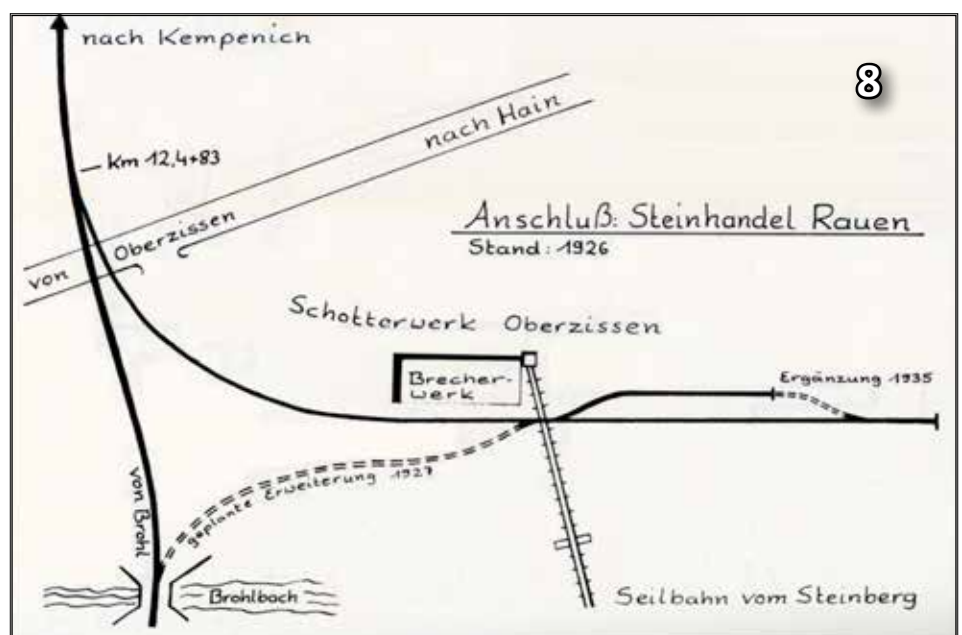 nach Kempenich
8
nach Hain
Km 12,4+83
von Oberzissen
Anschluß: Steinhandel Rauen
Stand: 1926
Schotterwerk Oberzissen
Brecher-
werk
Ergänzung 1935
geplante Erweiterung 1927
von Brohl
Brohlbach
Seilbahn vom Steinberg